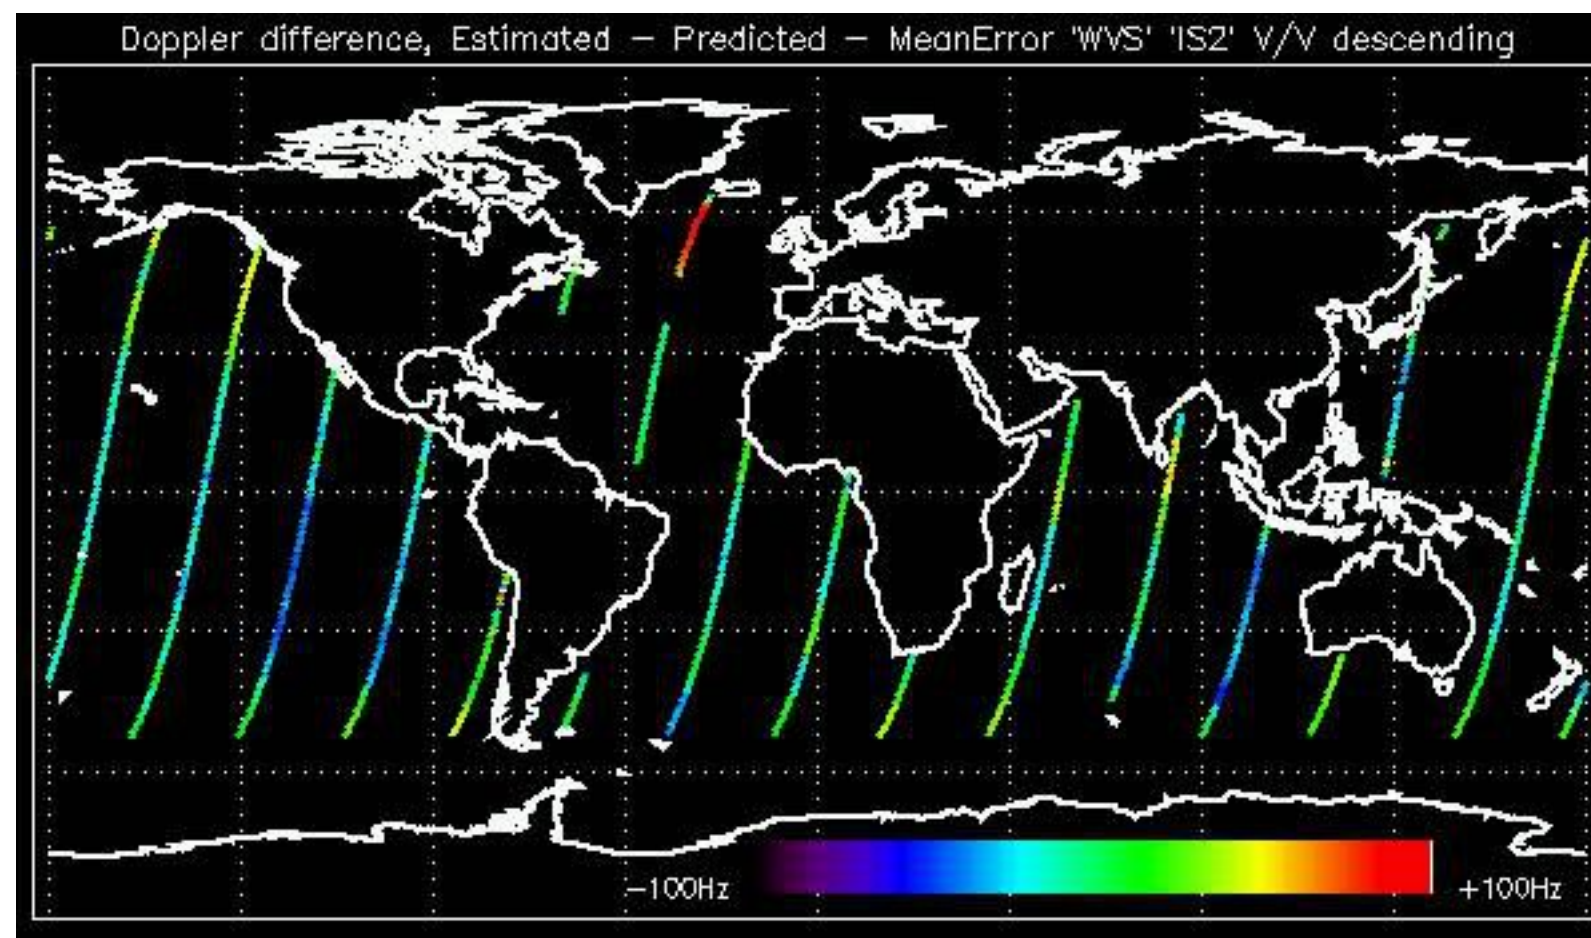 Doppler difference, Estimated — Predicted — MeanError 'WVS' 'IS2' V/V descending
−100Hz +100Hz